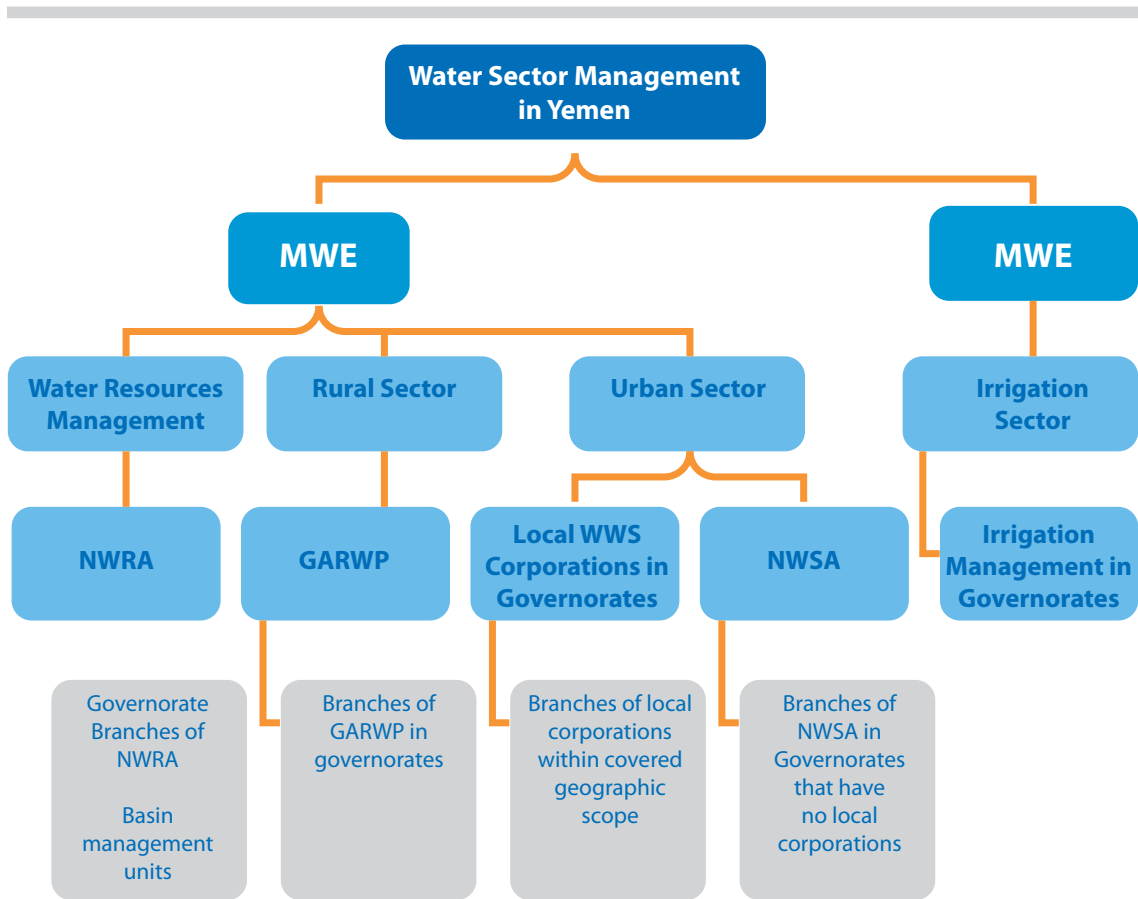 Water Sector Management
in Yemen
MWE
MWE
Water Resources
Management
Rural Sector
Urban Sector
Irrigation
Sector
NWRA
GARWP
Local WWS
Corporations in
Governorates
NWSA
Irrigation
Management in
Governorates
Governorate
Branches of
NWRA
Basin
management
units
Branches of
GARWP in
governorates
Branches of local
corporations
within covered
geographic
scope
Branches of
NWSA in
Governorates
that have
no local
corporations